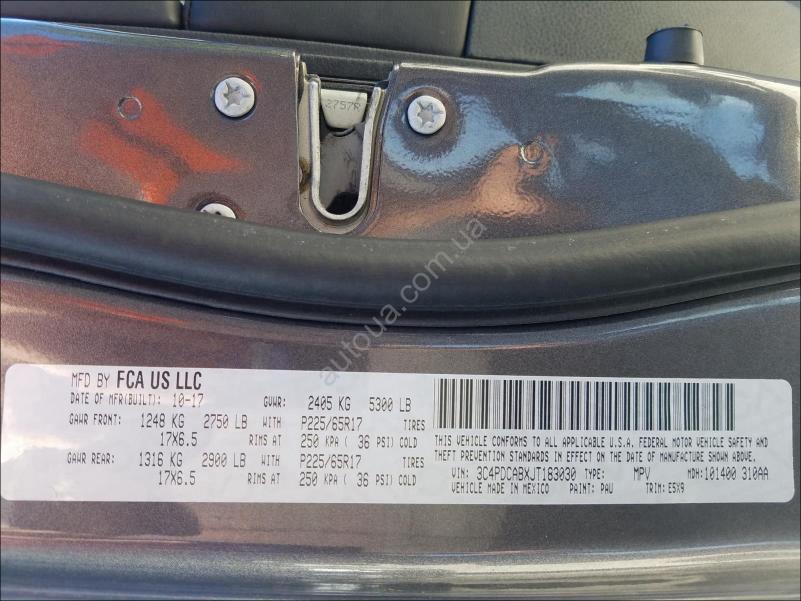 2757R
autoua.com.ua
MFD BY FCA US LLC
DATE OF MFR(BUILT): 10-17 GVWR: 2405 KG 5300 LB
GAWR FRONT: 1248 KG 2750 LB WITH P225/65R17 TIRES
17X6.5 RIMS AT 250 KPA ( 36 PSI) COLD
GAWR REAR: 1316 KG 2900 LB WITH P225/65R17 TIRES
17X6.5 RIMS AT 250 KPA ( 36 PSI) COLD
THIS VEHICLE CONFORMS TO ALL APPLICABLE U.S.A. FEDERAL MOTOR VEHICLE SAFETY AND
THEFT PREVENTION STANDARDS IN EFFECT ON THE DATE OF MANUFACTURE SHOWN ABOVE.
VIN: 3C4PDCABXJT183030 TYPE: MPV MDH:101400 310AA
VEHICLE MADE IN MEXICO PAINT: PAU TRIM: E5X9